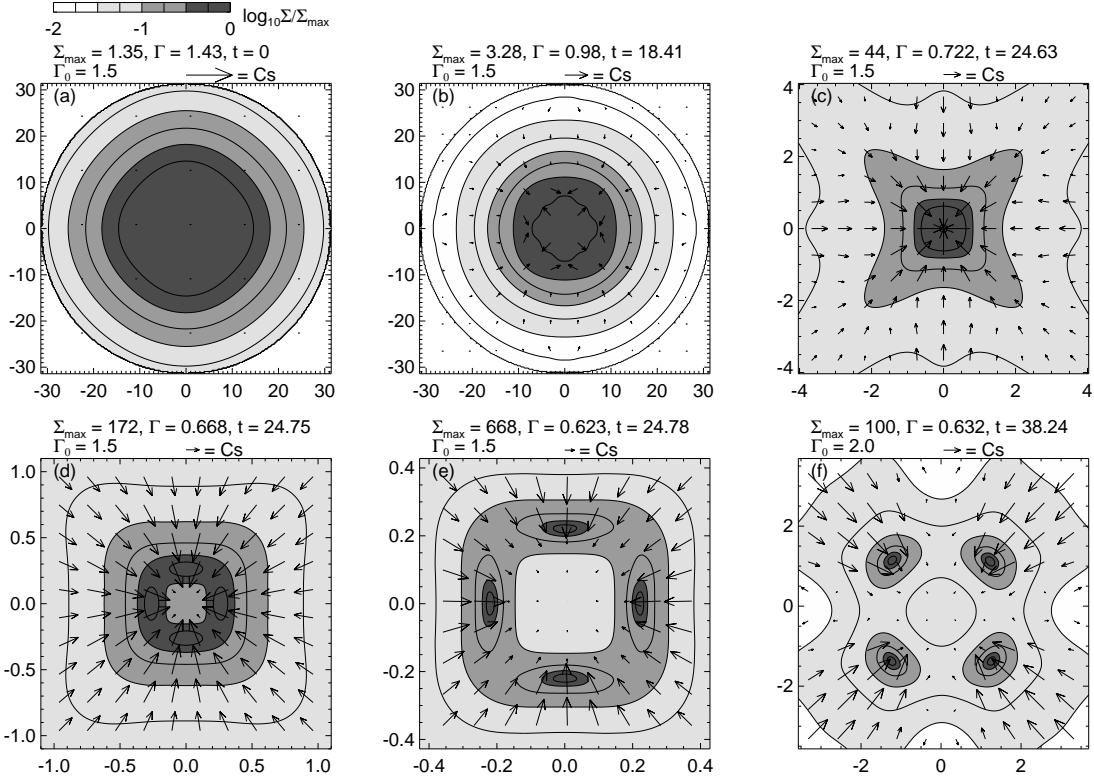 log₁₀Σ/Σmax
-2 -1 0
Σmax = 1.35, Γ = 1.43, t = 0
Γ₀ = 1.5 = Cs
(a)
30
20
10
0
-10
-20
-30
-30 -20 -10 0 10 20 30
Σmax = 3.28, Γ = 0.98, t = 18.41
Γ₀ = 1.5 = Cs
(b)
30
20
10
0
-10
-20
-30
-30 -20 -10 0 10 20 30
Σmax = 44, Γ = 0.722, t = 24.63
Γ₀ = 1.5 = Cs
(c)
4
2
0
-2
-4
-4 -2 0 2 4
Σmax = 172, Γ = 0.668, t = 24.75
Γ₀ = 1.5 = Cs
(d)
1.0
0.5
0.0
-0.5
-1.0
-1.0 -0.5 0.0 0.5 1.0
Σmax = 668, Γ = 0.623, t = 24.78
Γ₀ = 1.5 = Cs
(e)
0.4
0.2
0.0
-0.2
-0.4
-0.4 -0.2 0.0 0.2 0.4
Σmax = 100, Γ = 0.632, t = 38.24
Γ₀ = 2.0 = Cs
(f)
2
0
-2
-2 0 2